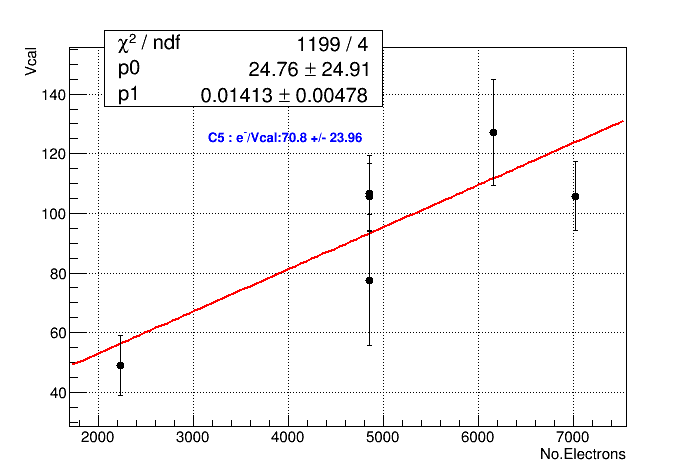 χ² / ndf 1199 / 4
p0 24.76 ± 24.91
p1 0.01413 ± 0.00478
C5 : e⁻/Vcal:70.8 +/- 23.96
Vcal
140
120
100
80
60
40
2000 3000 4000 5000 6000 7000
No.Electrons